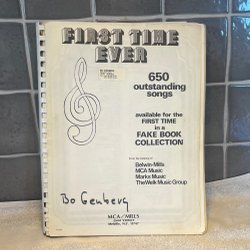 FIRST TIME
EVER
650
outstanding
songs
available for the
FIRST TIME
in a
FAKE BOOK
COLLECTION
Belwin-Mills
MCA Music
Marks Music
The Welk Music Group
Bo Genberg
MCA/MILLS